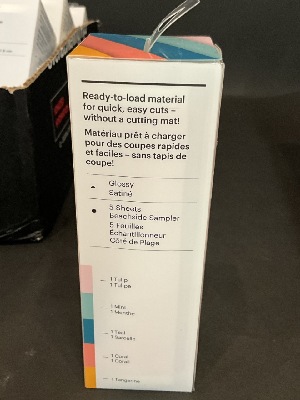 Ready-to-load material
for quick, easy cuts –
without a cutting mat!
Matériau prêt à charger
pour des coupes rapides
et faciles – sans tapis de
coupe!
Glossy
Satiné
5 Sheets
Beachside Sampler
5 Feuilles
Échantillonneur
Côté de Plage
1 Tulip
1 Tulipe
1 Mint
1 Menthe
1 Teal
1 Sarcelle
1 Coral
1 Corail
1 Tangerine